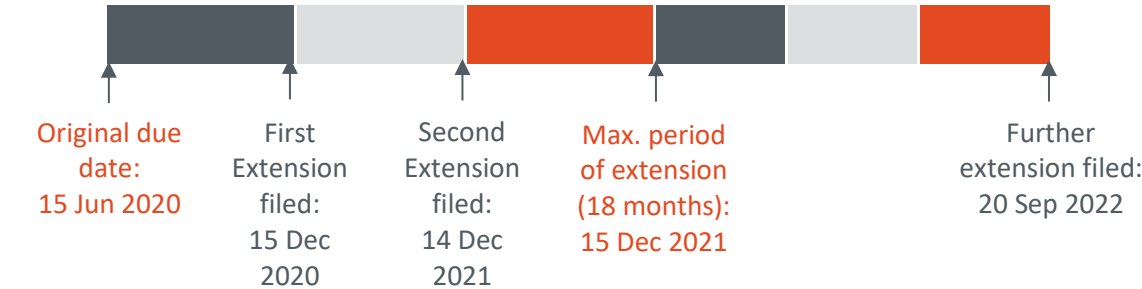 Original due
date:
15 Jun 2020
First
Extension
filed:
15 Dec
2020
Second
Extension
filed:
14 Dec
2021
Max. period
of extension
(18 months):
15 Dec 2021
Further
extension filed:
20 Sep 2022